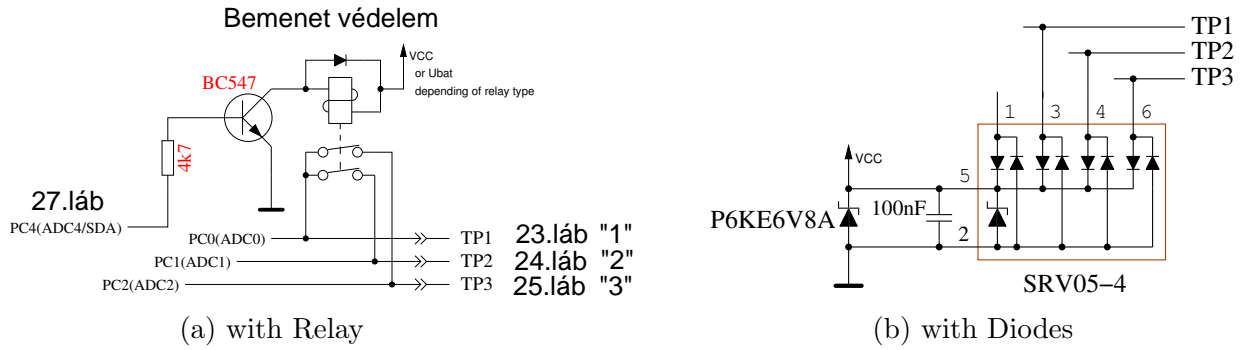 Bemenet védelem
VCC
or Ubat
depending of relay type
BC547
4k7
27.láb
PC4(ADC4/SDA)
PC0(ADC0) TP1 23.láb "1"
PC1(ADC1) TP2 24.láb "2"
PC2(ADC2) TP3 25.láb "3"
(a) with Relay
TP1
TP2
TP3
1 3 4 6
VCC
5
P6KE6V8A 100nF
2
SRV05−4
(b) with Diodes